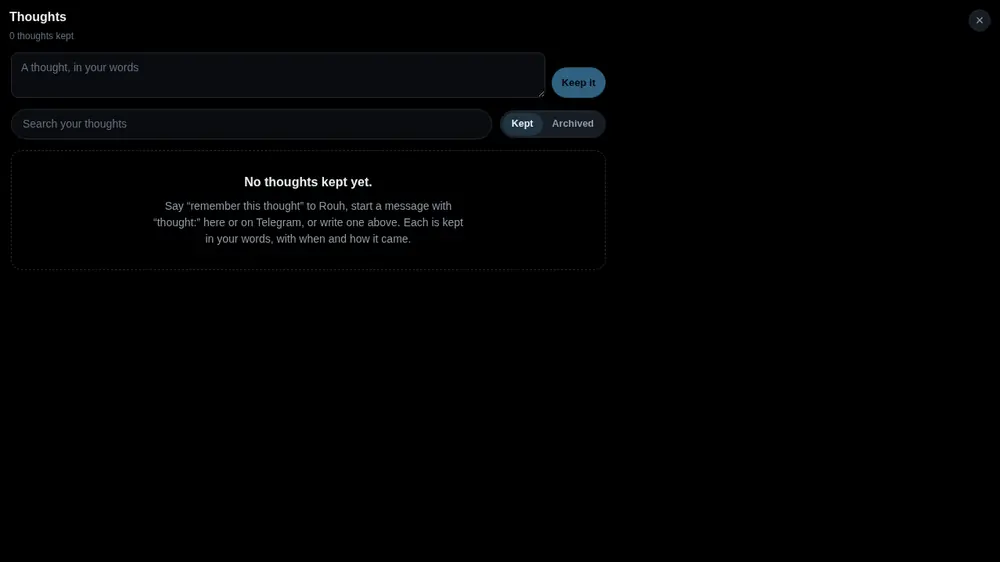 Thoughts
0 thoughts kept
A thought, in your words
Keep it
Search your thoughts
Kept
Archived
No thoughts kept yet.
Say “remember this thought” to Rouh, start a message with
“thought:” here or on Telegram, or write one above. Each is kept
in your words, with when and how it came.